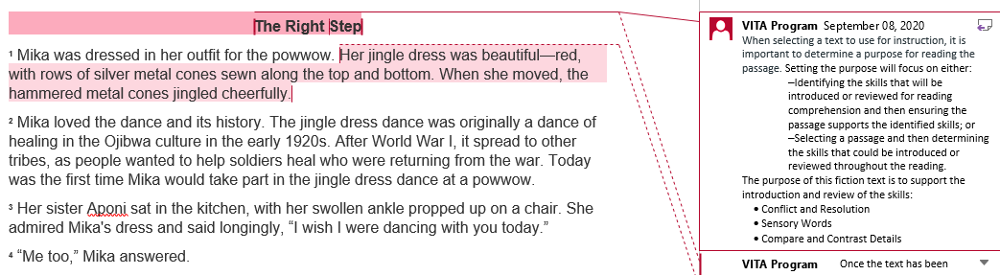 The Right Step
¹ Mika was dressed in her outfit for the powwow. Her jingle dress was beautiful—red,
with rows of silver metal cones sewn along the top and bottom. When she moved, the
hammered metal cones jingled cheerfully.
² Mika loved the dance and its history. The jingle dress dance was originally a dance of
healing in the Ojibwa culture in the early 1920s. After World War I, it spread to other
tribes, as people wanted to help soldiers heal who were returning from the war. Today
was the first time Mika would take part in the jingle dress dance at a powwow.
³ Her sister Aponi sat in the kitchen, with her swollen ankle propped up on a chair. She
admired Mika's dress and said longingly, “I wish I were dancing with you today.”
⁴ “Me too,” Mika answered.
VITA Program September 08, 2020
When selecting a text to use for instruction, it is
important to determine a purpose for reading the
passage. Setting the purpose will focus on either:
–Identifying the skills that will be
introduced or reviewed for reading
comprehension and then ensuring the
passage supports the identified skills; or
–Selecting a passage and then determining
the skills that could be introduced or
reviewed throughout the reading.
The purpose of this fiction text is to support the
introduction and review of the skills:
• Conflict and Resolution
• Sensory Words
• Compare and Contrast Details
VITA Program Once the text has been